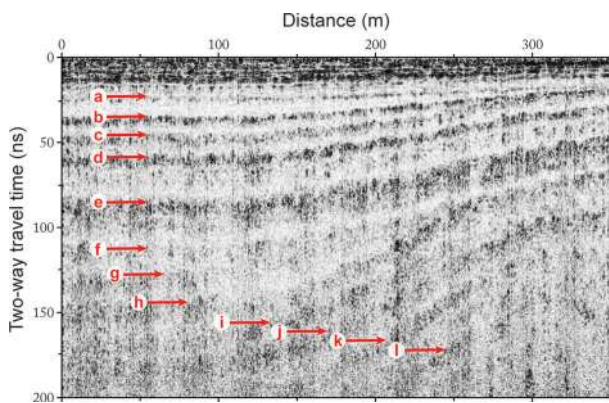 Distance (m)
0 100 200 300
Two-way travel time (ns)
0
50
100
150
200
a
b
c
d
e
f
g
h
i
j
k
l